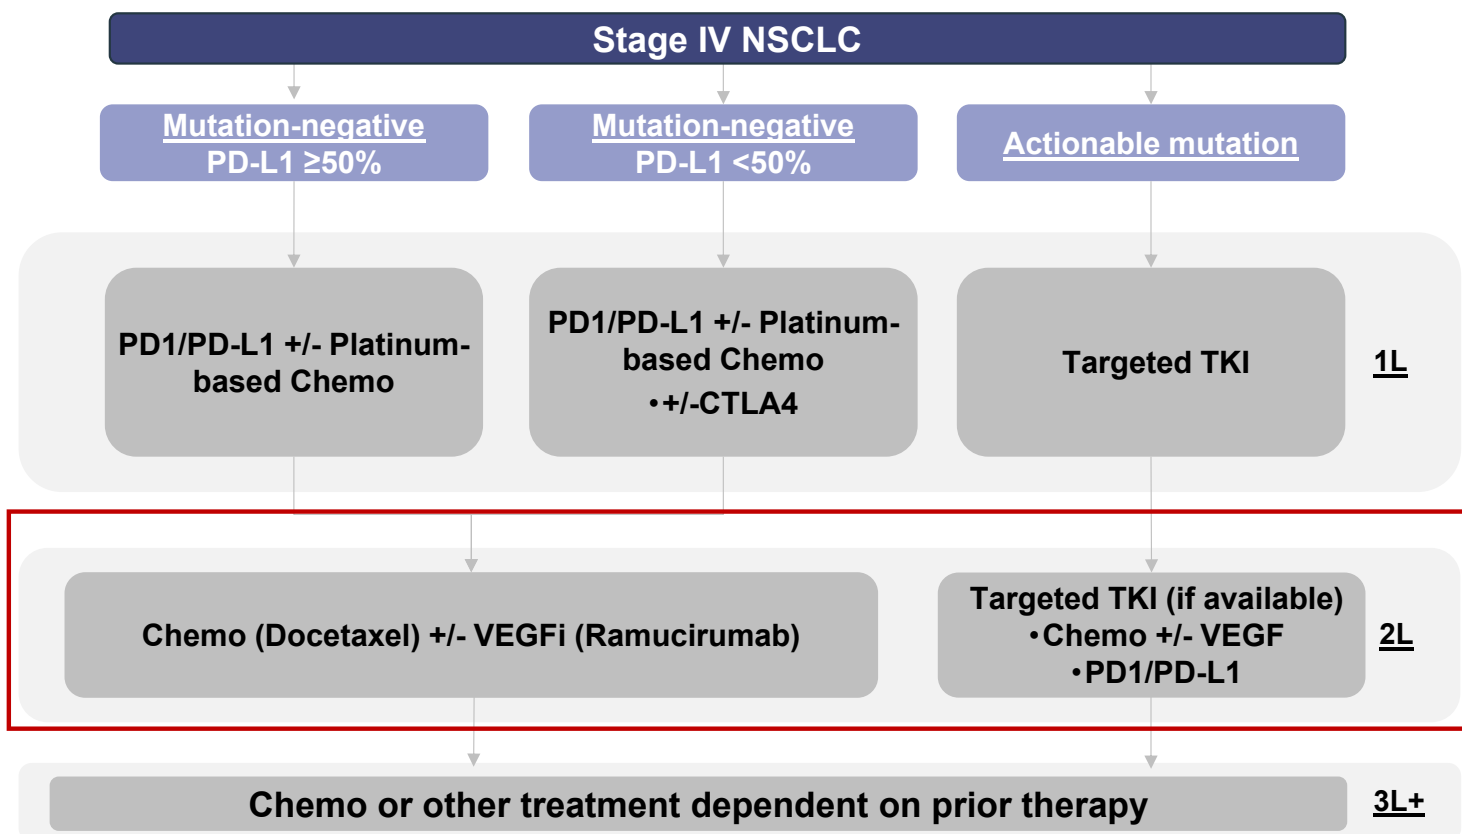 Stage IV NSCLC
Mutation-negative
PD-L1 ≥50%
Mutation-negative
PD-L1 <50%
Actionable mutation
PD1/PD-L1 +/- Platinum-
based Chemo
PD1/PD-L1 +/- Platinum-
based Chemo
•+/-CTLA4
Targeted TKI
1L
Chemo (Docetaxel) +/- VEGFi (Ramucirumab)
Targeted TKI (if available)
•Chemo +/- VEGF
•PD1/PD-L1
2L
Chemo or other treatment dependent on prior therapy
3L+